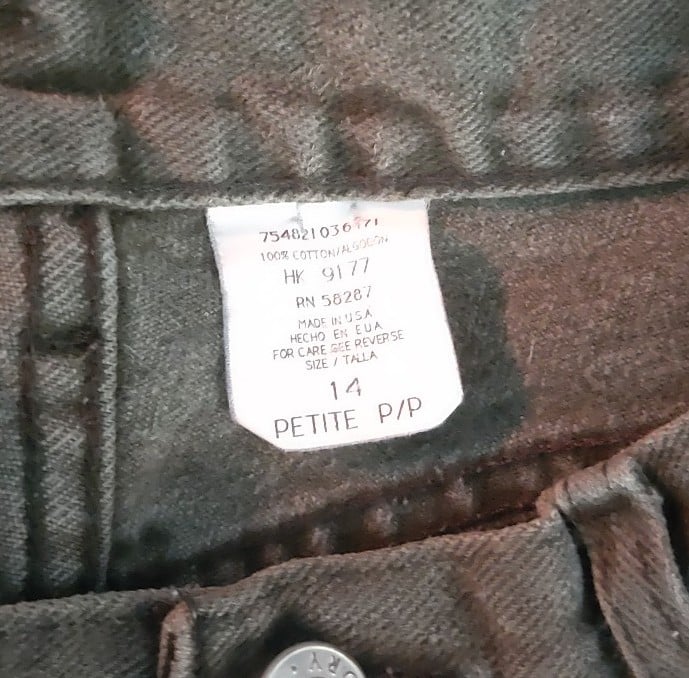 100% COTTON/ALGODON
HK 9177
RN 58287
MADE IN U.S.A
HECHO EN E.U.A
FOR CARE SEE REVERSE
SIZE / TALLA
14
PETITE P/P